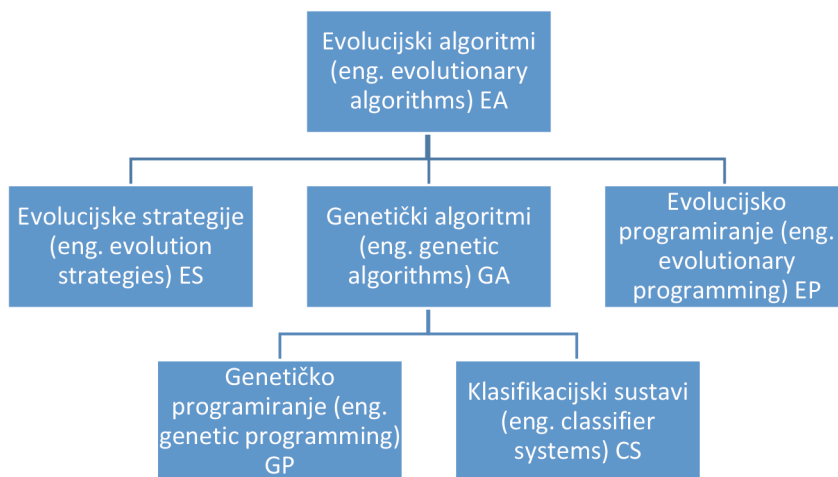 Evolucijski algoritmi
(eng. evolutionary
algorithms) EA
Evolucijske strategije
(eng. evolution
strategies) ES
Genetički algoritmi
(eng. genetic
algorithms) GA
Evolucijsko
programiranje (eng.
evolutionary
programming) EP
Genetičko
programiranje (eng.
genetic programming)
GP
Klasifikacijski sustavi
(eng. classifier
systems) CS